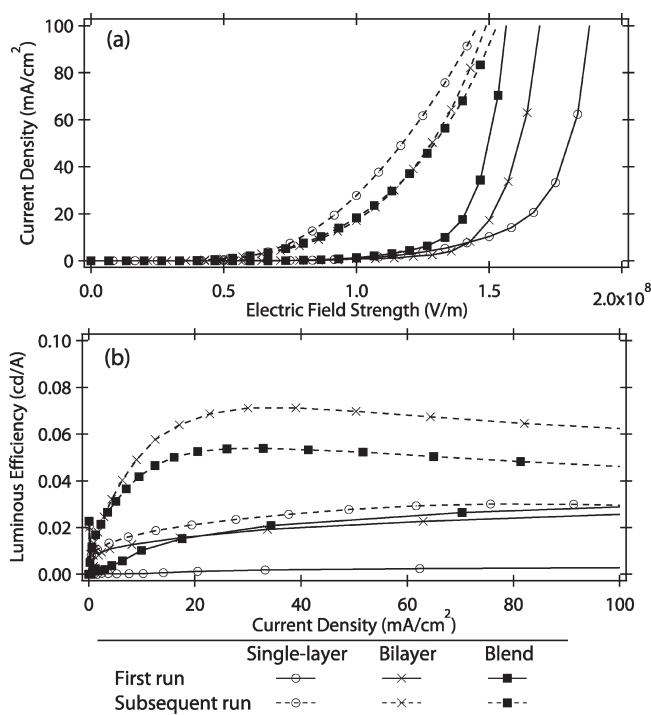 (a)
100
80
60
40
20
0
Current Density (mA/cm²)
0.0 0.5 1.0 1.5 2.0x10⁸
Electric Field Strength (V/m)
(b)
0.10
0.08
0.06
0.04
0.02
0.00
Luminous Efficiency (cd/A)
0 20 40 60 80 100
Current Density (mA/cm²)
Single-layer Bilayer Blend
First run
Subsequent run